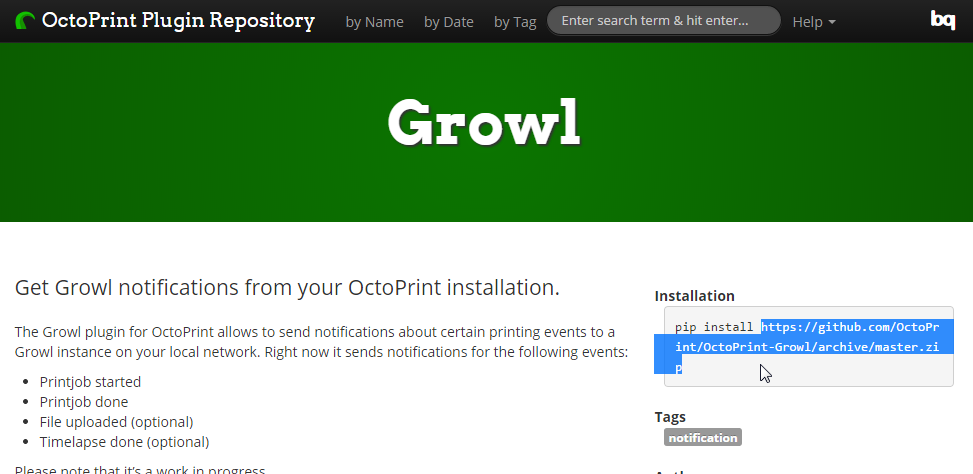 OctoPrint Plugin Repository by Name by Date by Tag Enter search term & hit enter... Help bq
Growl
Get Growl notifications from your OctoPrint installation.
The Growl plugin for OctoPrint allows to send notifications about certain printing events to a
Growl instance on your local network. Right now it sends notifications for the following events:
Printjob started
Printjob done
File uploaded (optional)
Timelapse done (optional)
Please note that it's a work in progress
Installation
pip install https://github.com/OctoPr
int/OctoPrint-Growl/archive/master.zi
p
Tags
notification